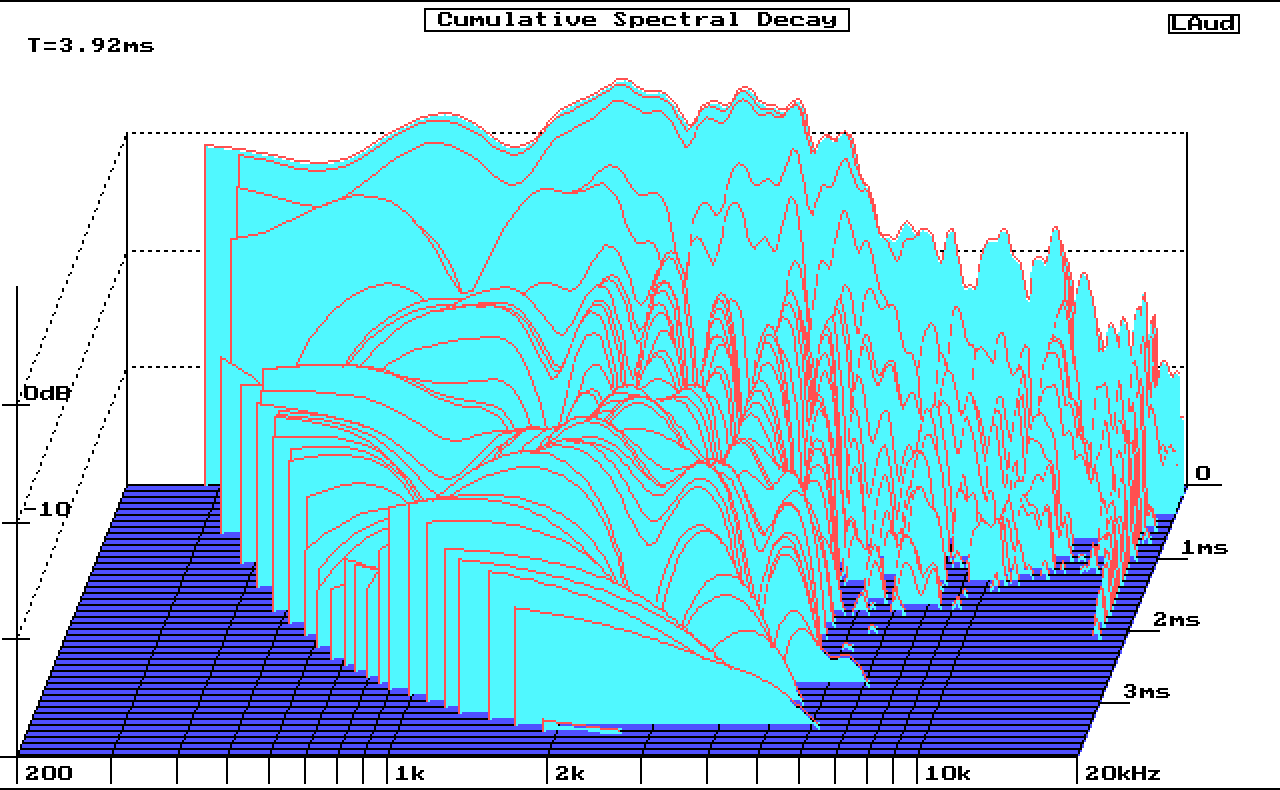 Cumulative Spectral Decay
LAud
T=3.92ms
0dB
-10
0
1ms
2ms
3ms
200 1k 2k 10k 20kHz